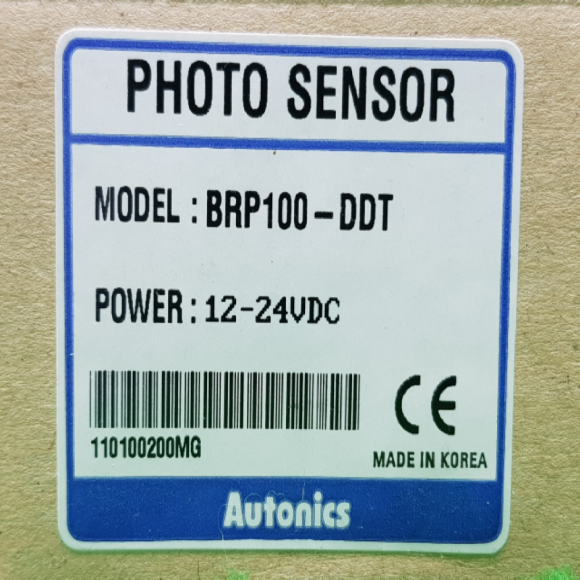 PHOTO SENSOR
MODEL : BRP100-DDT
POWER : 12-24VDC
CE
110100200MG
MADE IN KOREA
Autonics